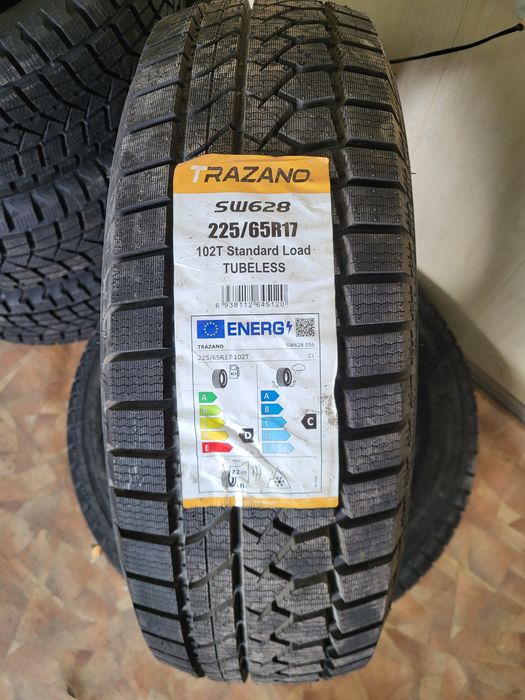 TRAZANO
SW628
225/65R17
102T Standard Load
TUBELESS
6 938112 645120
ENERG
TRAZANO SW628 056
225/65R17 102T C1
A A
B B
C C C
D D D
E E
72 dB
B